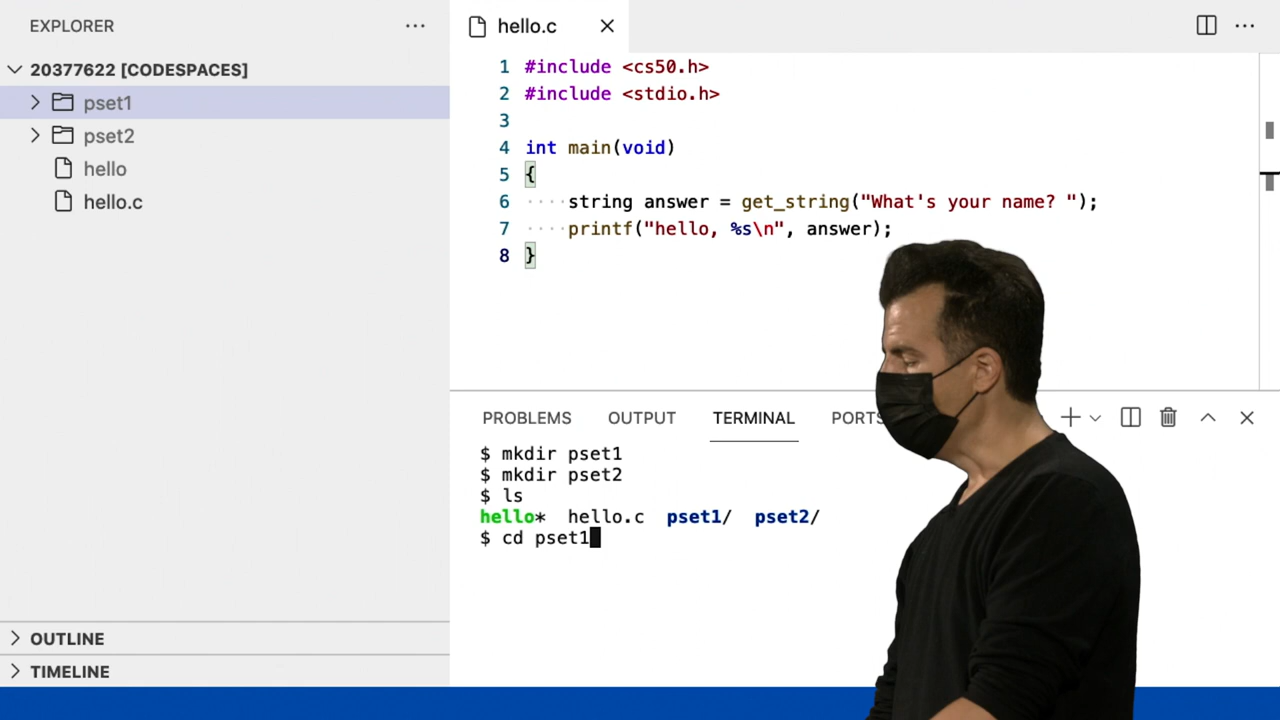 EXPLORER
20377622 [CODESPACES]
pset1
pset2
hello
hello.c
OUTLINE
TIMELINE
hello.c
1 #include <cs50.h>
2 #include <stdio.h>
3
4 int main(void)
5 {
6 ····string answer = get_string("What's your name? ");
7 ····printf("hello, %s\n", answer);
8 }
PROBLEMS OUTPUT TERMINAL PORTS
$ mkdir pset1
$ mkdir pset2
$ ls
hello* hello.c pset1/ pset2/
$ cd pset1